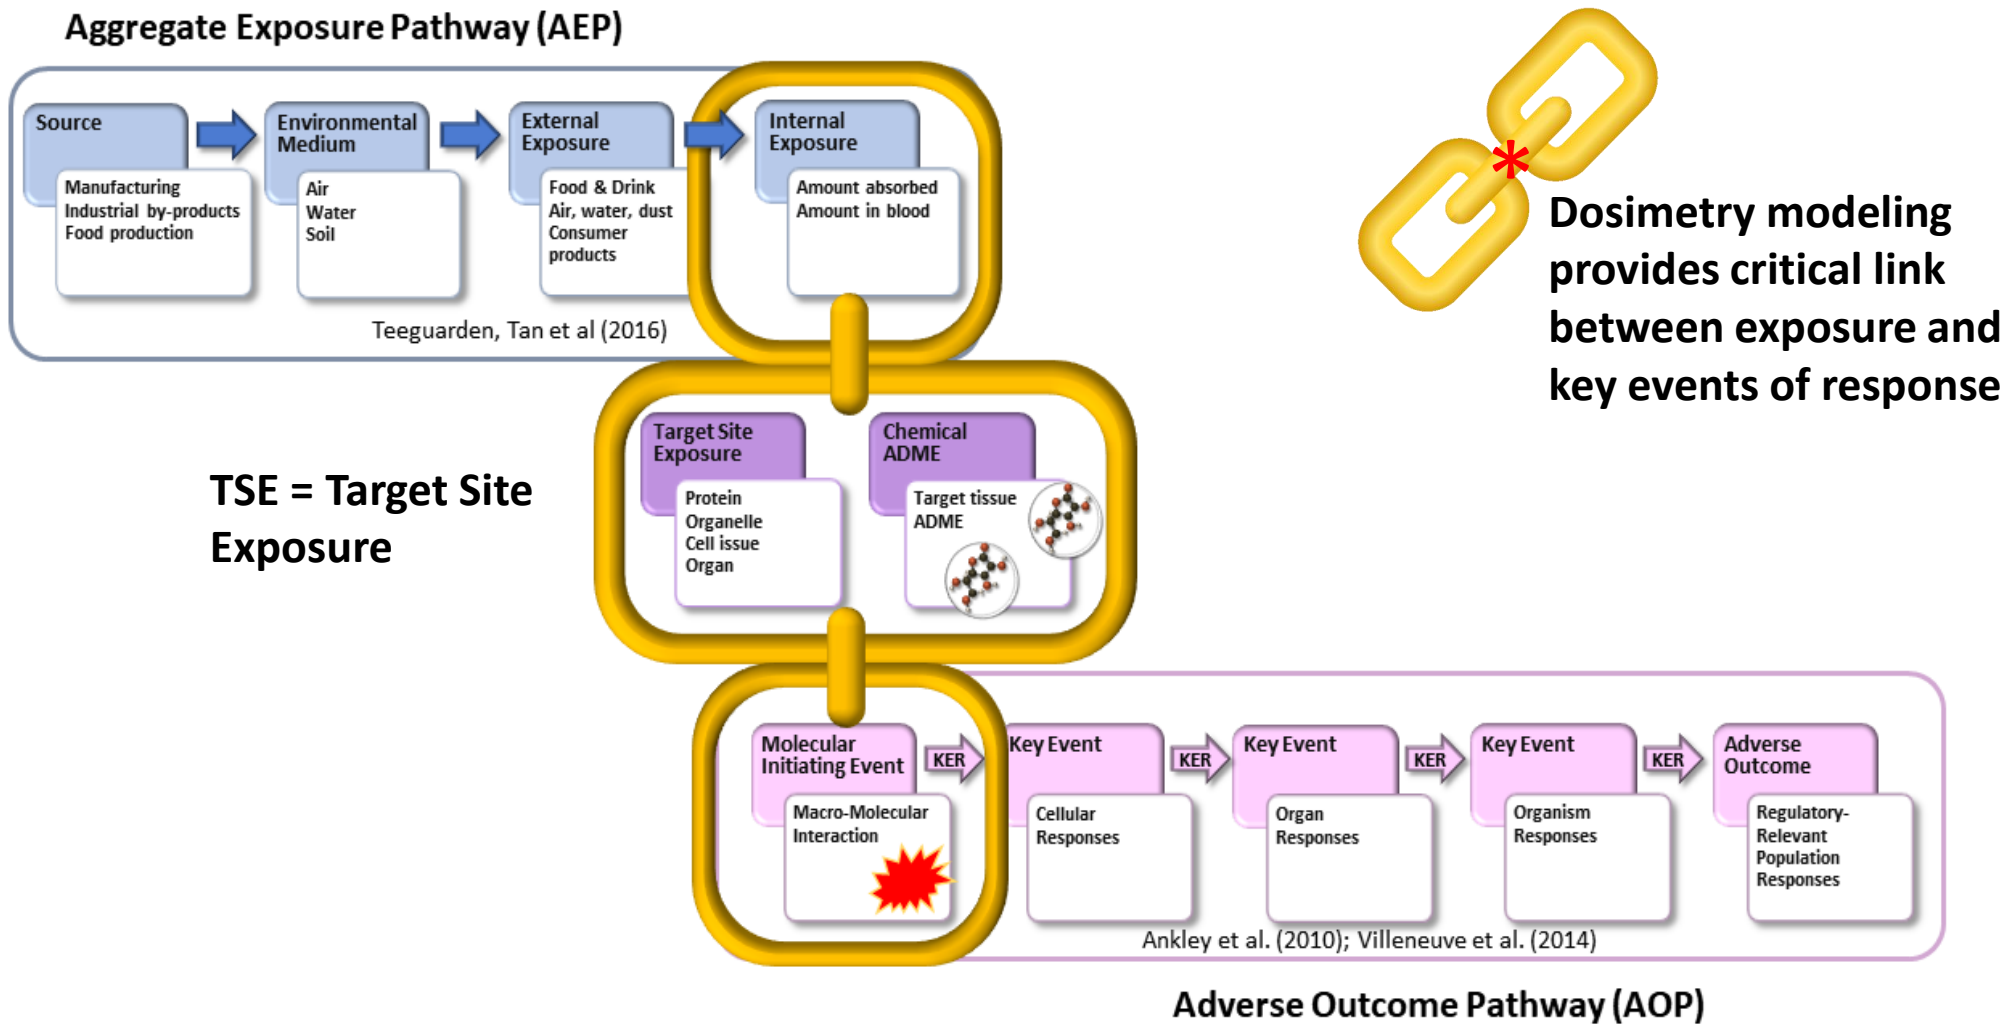 Aggregate Exposure Pathway (AEP)
Source
Manufacturing
Industrial by-products
Food production
Environmental
Medium
Air
Water
Soil
External
Exposure
Food & Drink
Air, water, dust
Consumer
products
Internal
Exposure
Amount absorbed
Amount in blood
Teeguarden, Tan et al (2016)
*
Dosimetry modeling
provides critical link
between exposure and
key events of response
TSE = Target Site
Exposure
Target Site
Exposure
Protein
Organelle
Cell issue
Organ
Chemical
ADME
Target tissue
ADME
Molecular
Initiating Event
Macro-Molecular
Interaction
KER
Key Event
Cellular
Responses
KER
Key Event
Organ
Responses
KER
Key Event
Organism
Responses
KER
Adverse
Outcome
Regulatory-
Relevant
Population
Responses
Ankley et al. (2010); Villeneuve et al. (2014)
Adverse Outcome Pathway (AOP)